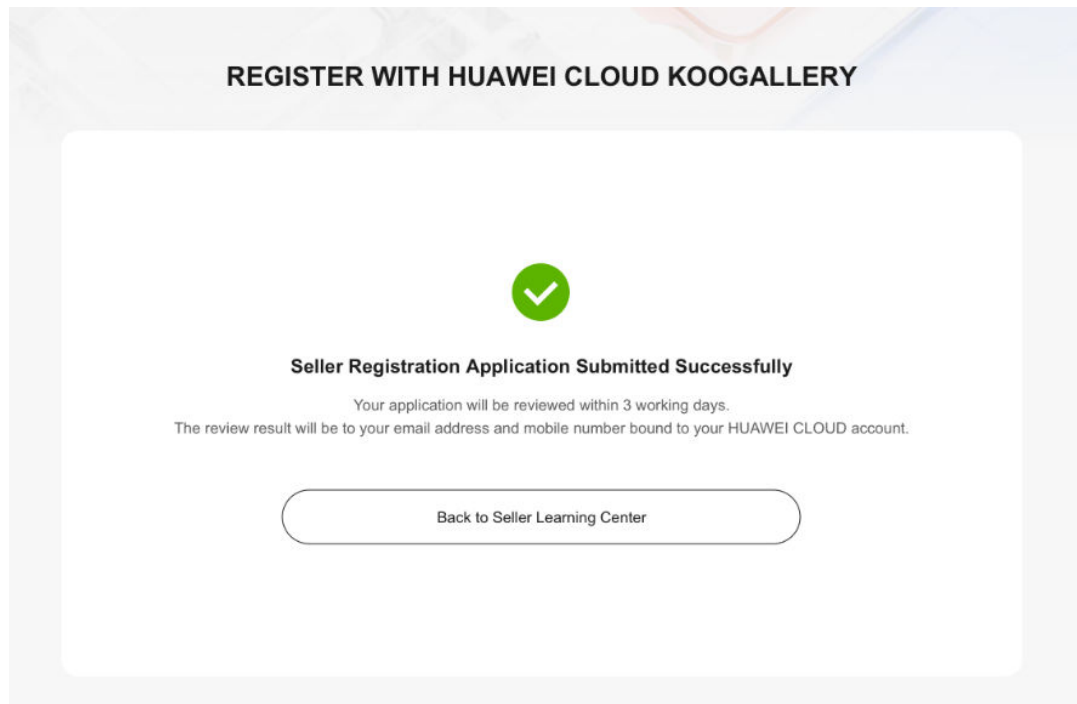 REGISTER WITH HUAWEI CLOUD KOOGALLERY
Seller Registration Application Submitted Successfully
Your application will be reviewed within 3 working days.
The review result will be to your email address and mobile number bound to your HUAWEI CLOUD account.
Back to Seller Learning Center